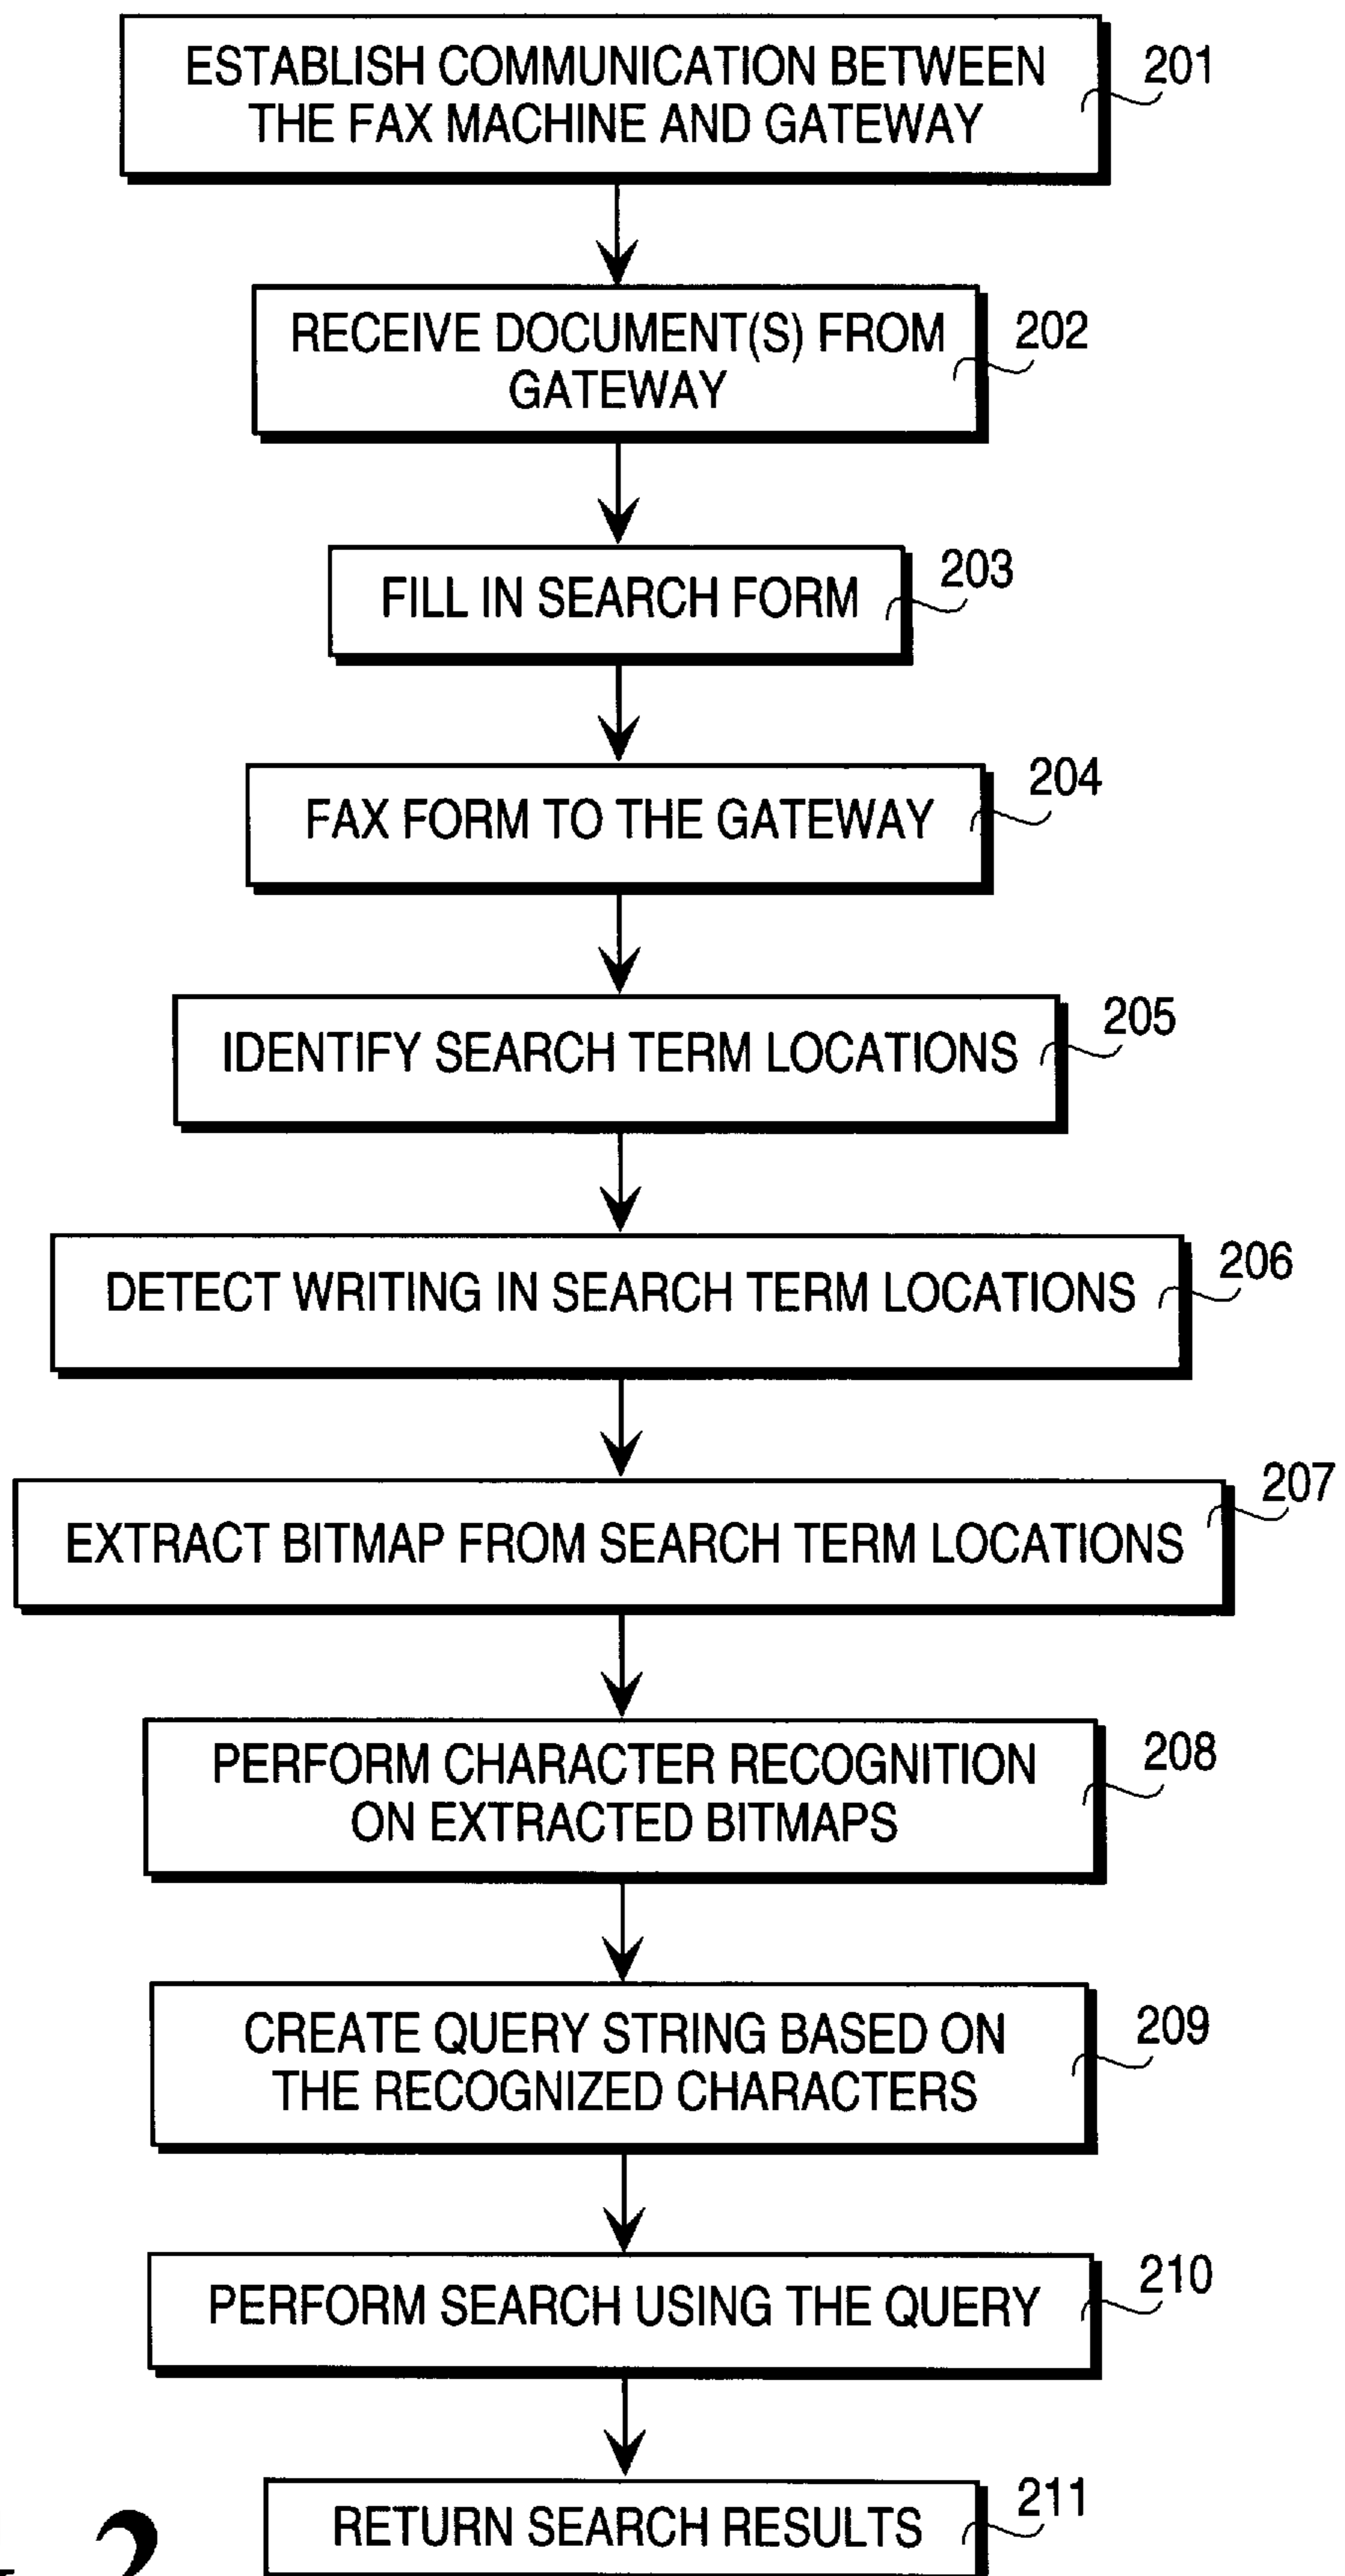 ESTABLISH COMMUNICATION BETWEEN
THE FAX MACHINE AND GATEWAY
201
RECEIVE DOCUMENT(S) FROM
GATEWAY
202
FILL IN SEARCH FORM
203
FAX FORM TO THE GATEWAY
204
IDENTIFY SEARCH TERM LOCATIONS
205
DETECT WRITING IN SEARCH TERM LOCATIONS
206
EXTRACT BITMAP FROM SEARCH TERM LOCATIONS
207
PERFORM CHARACTER RECOGNITION
ON EXTRACTED BITMAPS
208
CREATE QUERY STRING BASED ON
THE RECOGNIZED CHARACTERS
209
PERFORM SEARCH USING THE QUERY
210
RETURN SEARCH RESULTS
211
2